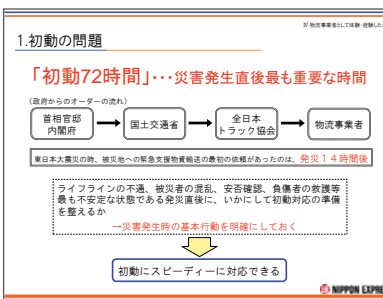 Ⅳ 物流事業者として体験・経験した
1.初動の問題
「初動72時間」･･･災害発生直後最も重要な時間
(政府からのオーダーの流れ)
首相官邸
内閣府
国土交通省
全日本
トラック協会
物流事業者
東日本大震災の時、被災地への緊急支援物資輸送の最初の依頼があったのは、発災14時間後
ライフラインの不通、被災者の混乱、安否確認、負傷者の救護等
最も不安定な状態である発災直後に、いかにして初動対応の準備
を整えるか
→災害発生時の基本行動を明確にしておく
初動にスピーディーに対応できる
NIPPON EXPRE